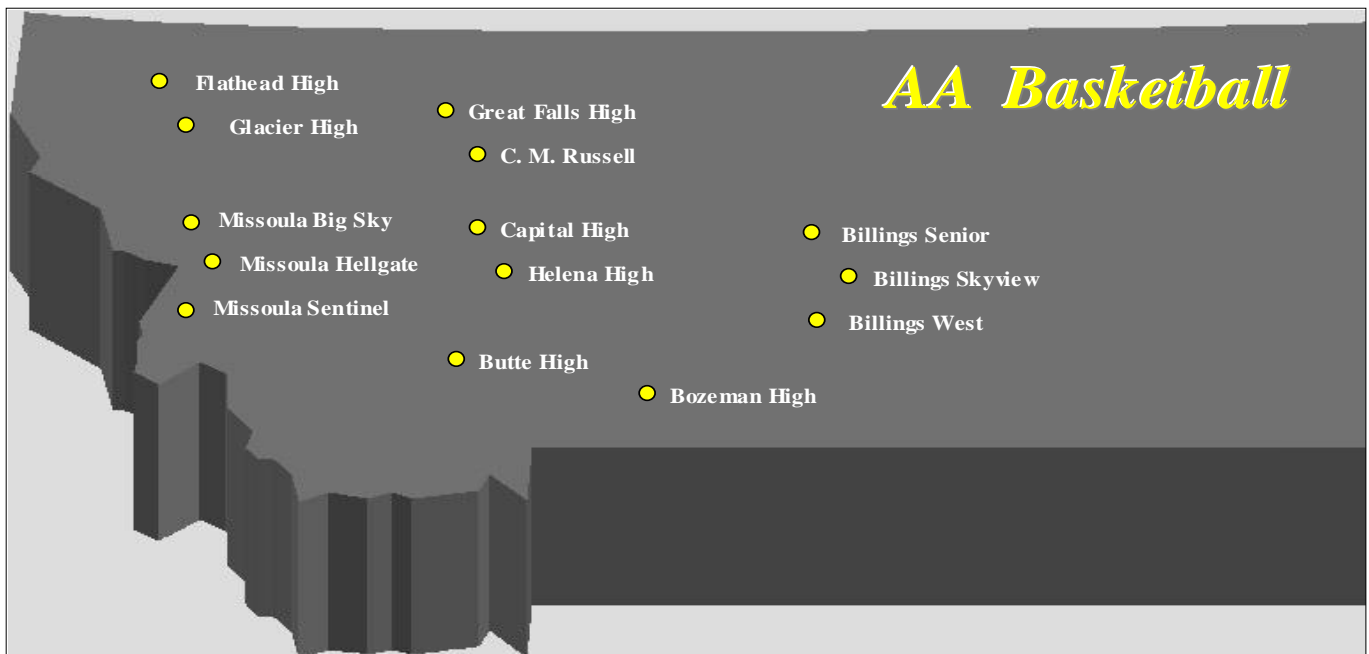 AA Basketball
Flathead High
Glacier High
Great Falls High
C. M. Russell
Missoula Big Sky
Missoula Hellgate
Missoula Sentinel
Capital High
Helena High
Billings Senior
Billings Skyview
Billings West
Butte High
Bozeman High